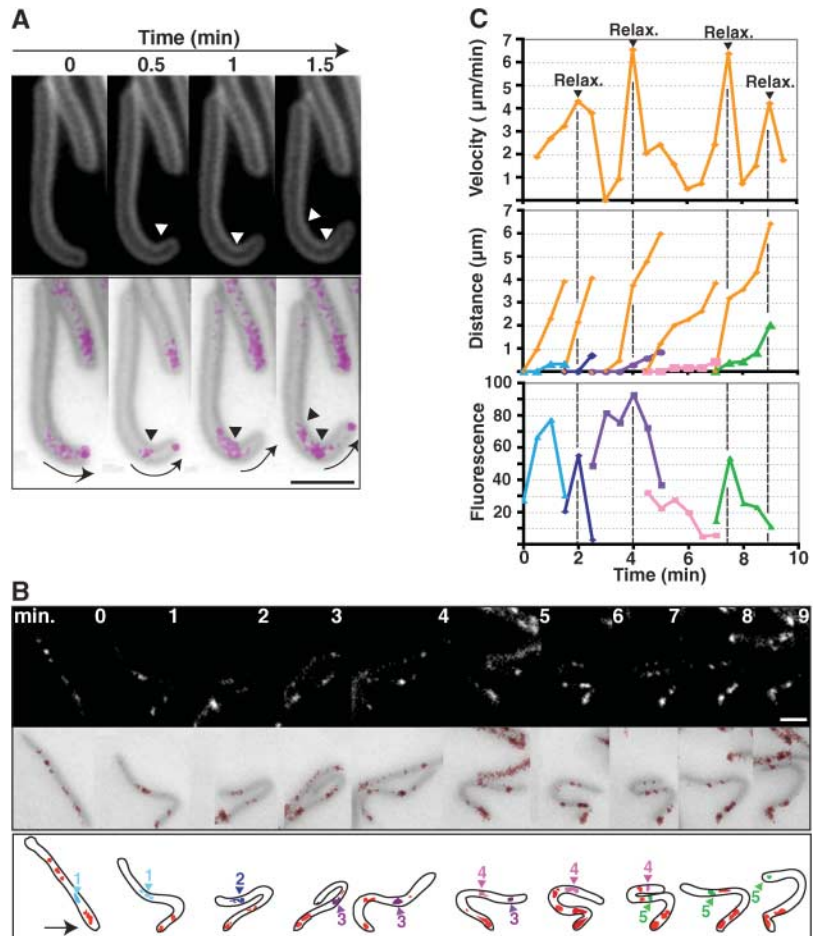 A
Time (min)
0 0.5 1 1.5
C
Relax. Relax. Relax. Relax.
Velocity ( µm/min)
7
6
5
4
3
2
1
Distance (µm)
7
6
5
4
3
2
1
Fluorescence
100
80
60
40
20
0 2 4 6 8 10
Time (min)
B
min. 0 1 2 3 4 5 6 7 8 9
1 1 2 3 3 4 3 4 4 5 5 5